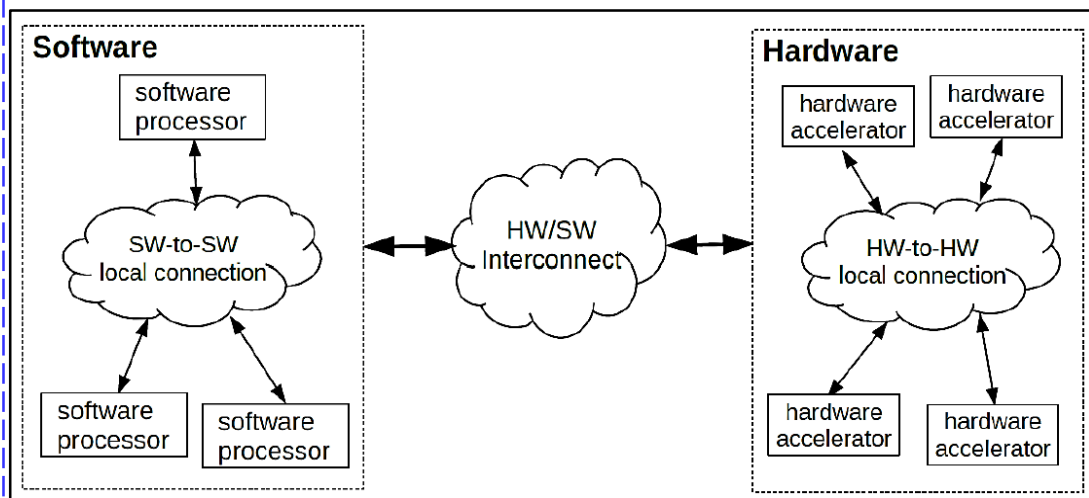 Software
software
processor
SW-to-SW
local connection
software
processor
software
processor
HW/SW
Interconnect
Hardware
hardware
accelerator
hardware
accelerator
HW-to-HW
local connection
hardware
accelerator
hardware
accelerator